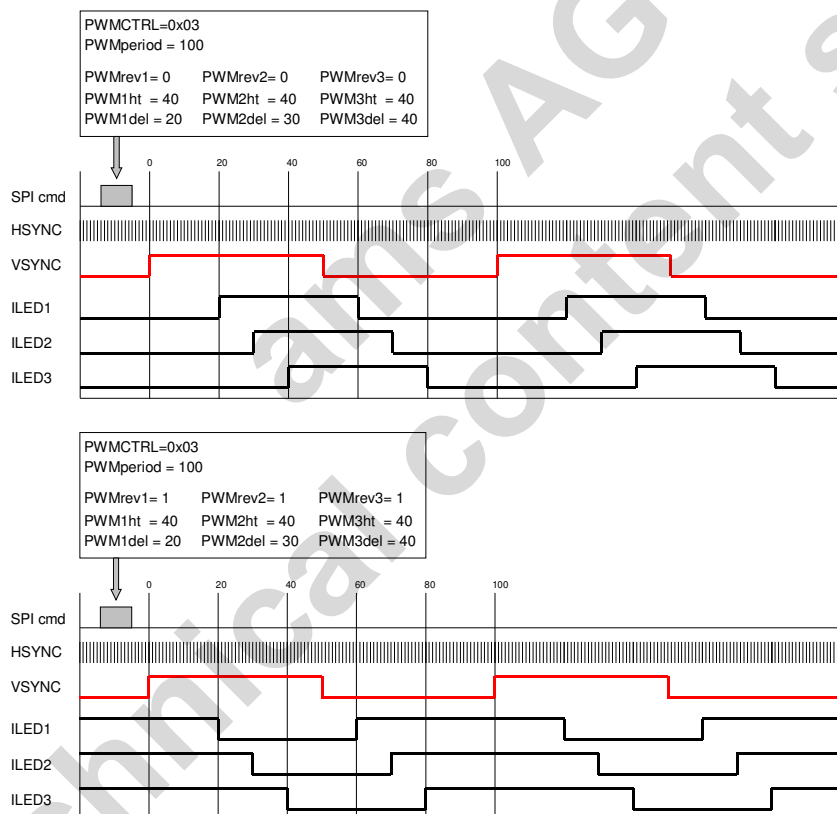 PWMCTRL=0x03
PWMperiod = 100
PWMrev1= 0 PWMrev2= 0 PWMrev3= 0
PWM1ht = 40 PWM2ht = 40 PWM3ht = 40
PWM1del = 20 PWM2del = 30 PWM3del = 40
0 20 40 60 80 100
SPI cmd
HSYNC
VSYNC
ILED1
ILED2
ILED3
PWMCTRL=0x03
PWMperiod = 100
PWMrev1= 1 PWMrev2= 1 PWMrev3= 1
PWM1ht = 40 PWM2ht = 40 PWM3ht = 40
PWM1del = 20 PWM2del = 30 PWM3del = 40
0 20 40 60 80 100
SPI cmd
HSYNC
VSYNC
ILED1
ILED2
ILED3
ams AG
content